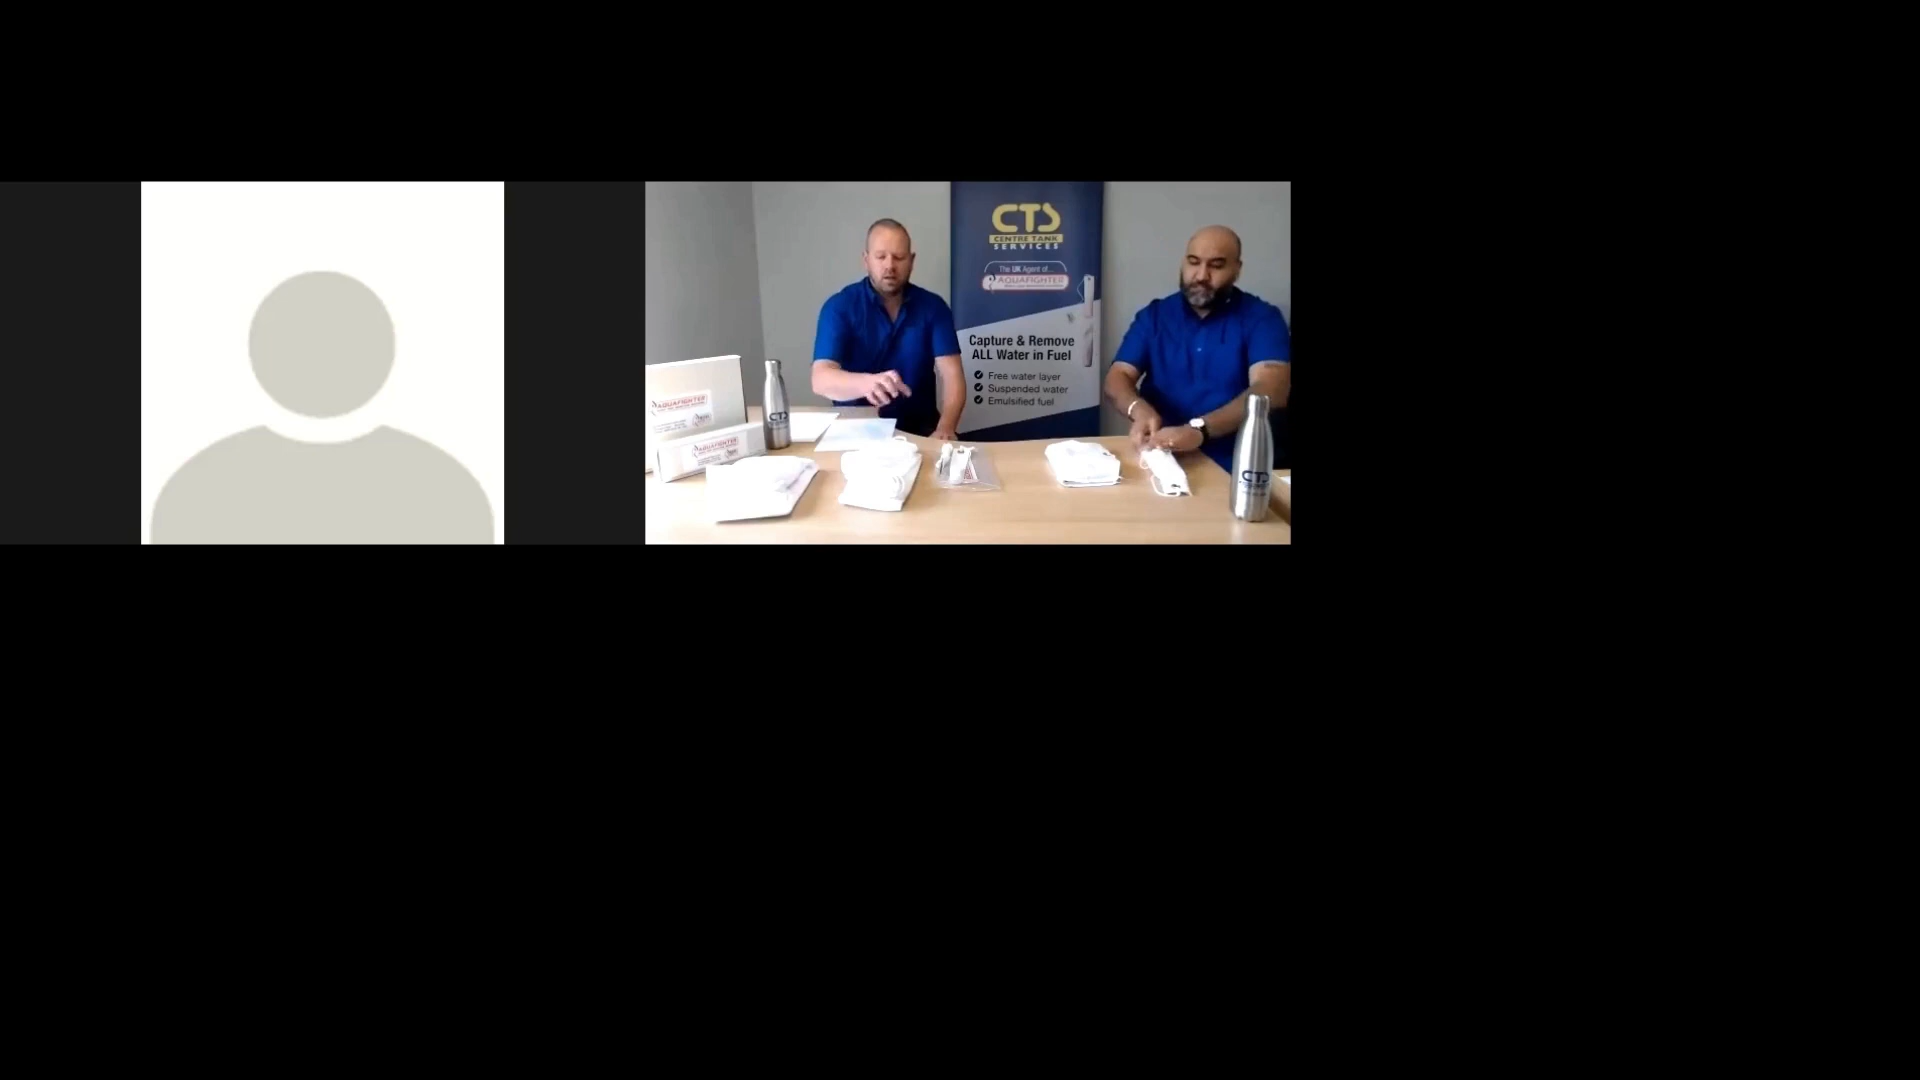 CTS
CENTRE TANK
SERVICES
The UK Agent of...
AQUAFIGHTER
Capture & Remove
ALL Water in Fuel
Free water layer
Suspended water
Emulsified fuel
AQUAFIGHTER
AQUAFIGHTER
CTS
CTS